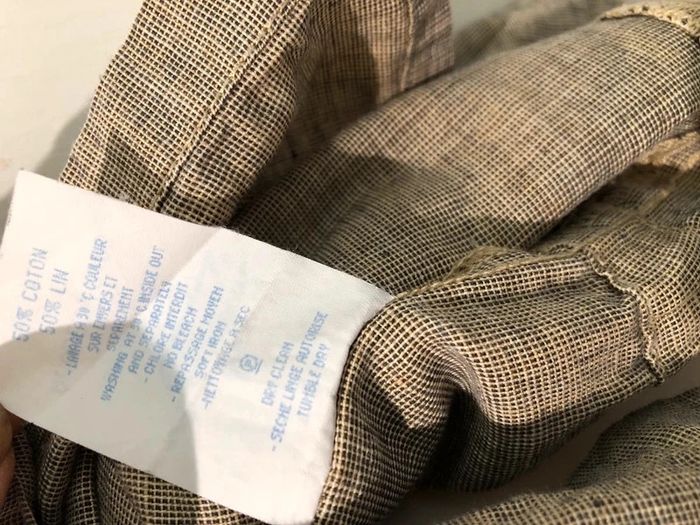 50% COTON
50% LIN
- LAVAGE A 30°C COULEUR
SUR ENVERS ET
SEPAREMENT
WASHING AT 30°C INSIDE OUT
AND SEPARATELY
- CHLORE INTERDIT
NO BLEACH
- REPASSAGE MOYEN
SOFT IRON
- NETTOYAGE A SEC
P
DRY CLEAN
- SECHE LINGE AUTORISE
TUMBLE DRY